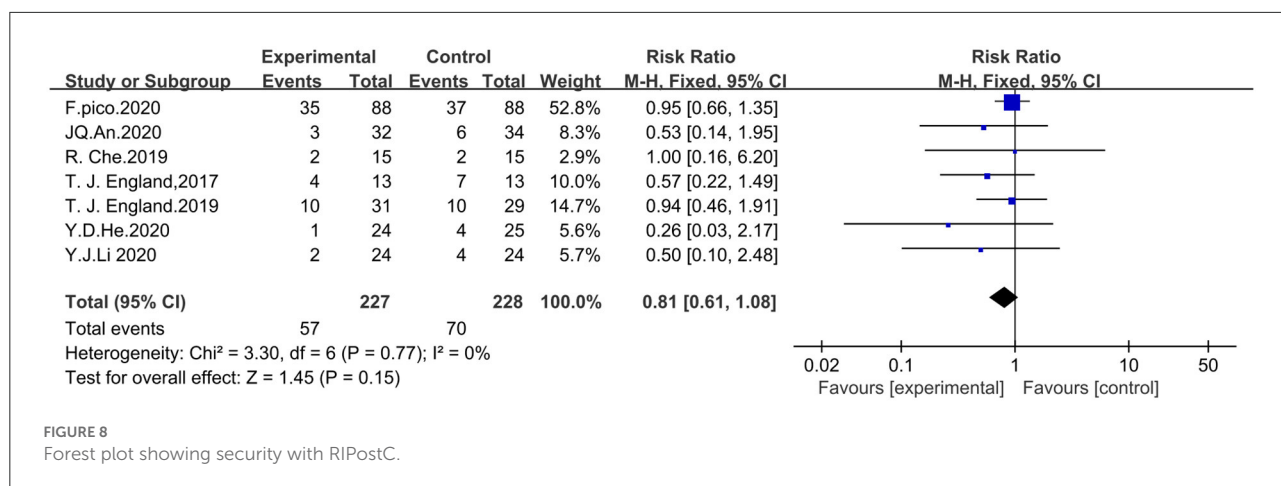 Experimental Control Risk Ratio Risk Ratio
Study or Subgroup Events Total Events Total Weight M-H, Fixed, 95% CI M-H, Fixed, 95% CI
F.pico.2020 35 88 37 88 52.8% 0.95 [0.66, 1.35]
JQ.An.2020 3 32 6 34 8.3% 0.53 [0.14, 1.95]
R. Che.2019 2 15 2 15 2.9% 1.00 [0.16, 6.20]
T. J. England,2017 4 13 7 13 10.0% 0.57 [0.22, 1.49]
T. J. England.2019 10 31 10 29 14.7% 0.94 [0.46, 1.91]
Y.D.He.2020 1 24 4 25 5.6% 0.26 [0.03, 2.17]
Y.J.Li 2020 2 24 4 24 5.7% 0.50 [0.10, 2.48]
Total (95% CI) 227 228 100.0% 0.81 [0.61, 1.08]
Total events 57 70
Heterogeneity: Chi² = 3.30, df = 6 (P = 0.77); I² = 0%
Test for overall effect: Z = 1.45 (P = 0.15)
0.02 0.1 1 10 50
Favours [experimental] Favours [control]
FIGURE 8
Forest plot showing security with RIPostC.